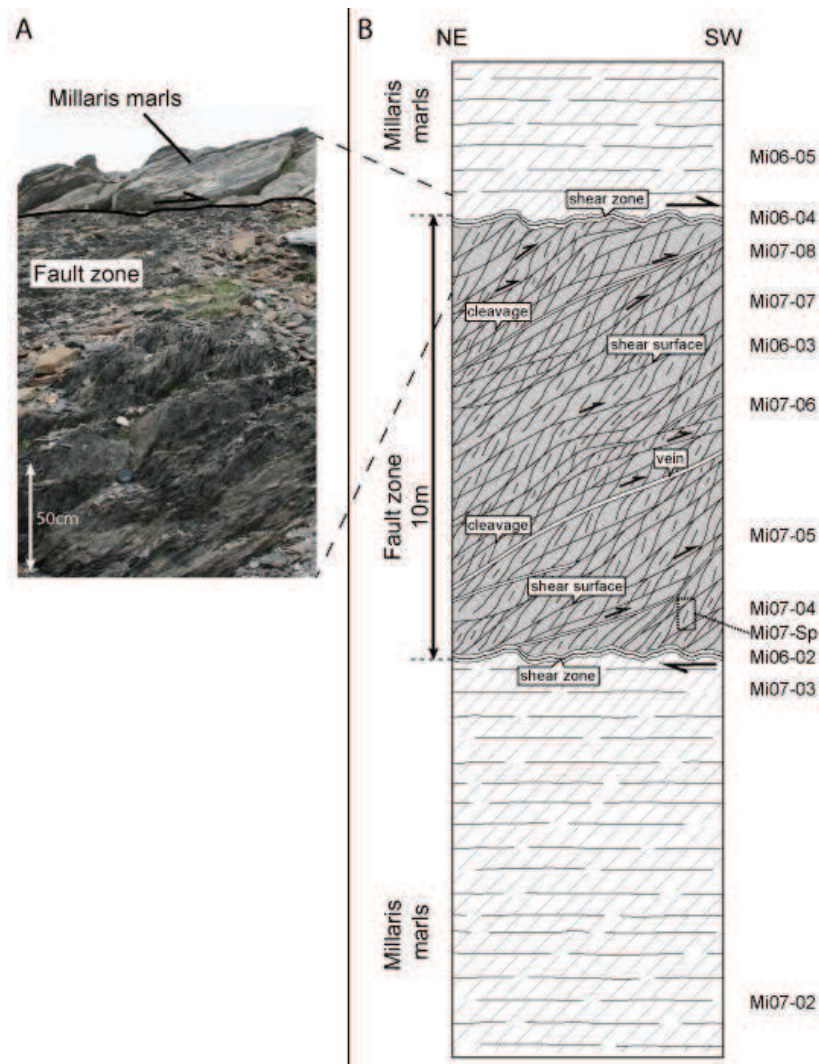 A
Millaris marls
Fault zone
50cm
B
NE
SW
Millaris marls
Fault zone
10m
Millaris marls
shear zone
cleavage
shear surface
vein
cleavage
shear surface
shear zone
Mi06-05
Mi06-04
Mi07-08
Mi07-07
Mi06-03
Mi07-06
Mi07-05
Mi07-04
Mi07-Sp
Mi06-02
Mi07-03
Mi07-02